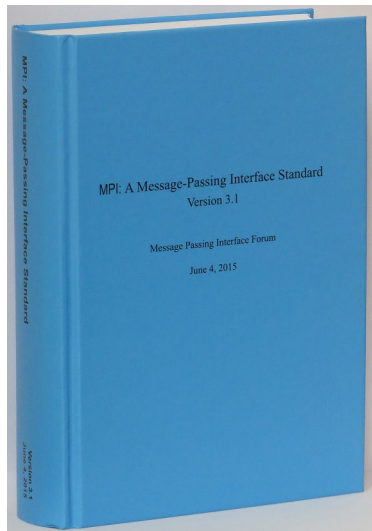 MPI: A Message-Passing Interface Standard
Version 3.1
Message Passing Interface Forum
June 4, 2015
MPI: A Message-Passing Interface Standard
Version 3.1
June 4, 2015